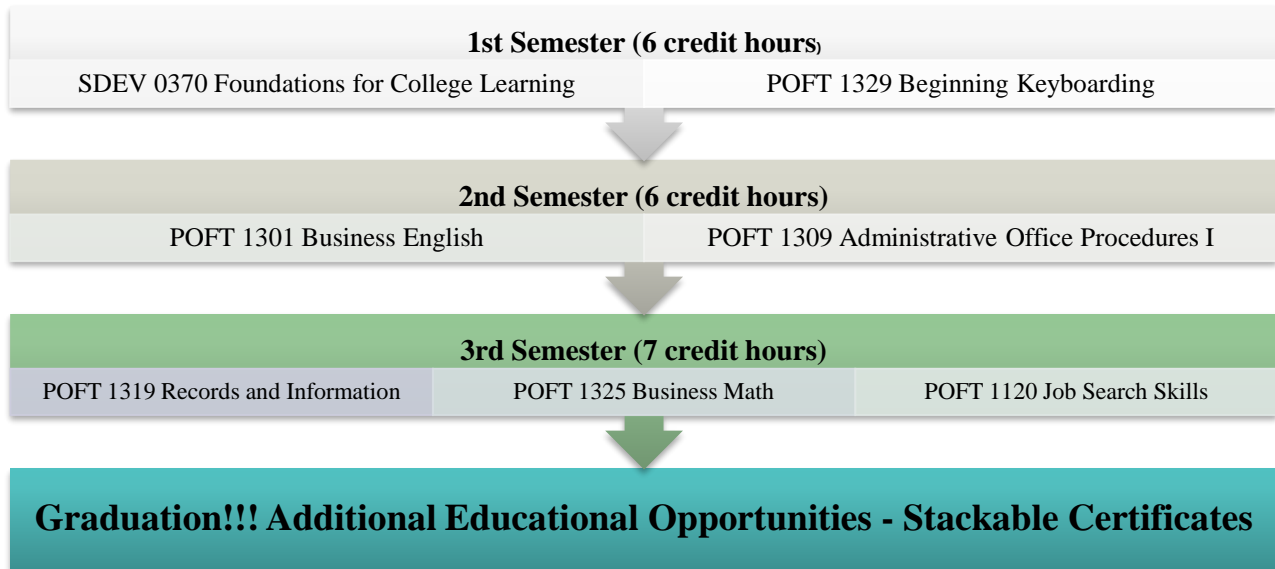 1st Semester (6 credit hours)
SDEV 0370 Foundations for College Learning
POFT 1329 Beginning Keyboarding
2nd Semester (6 credit hours)
POFT 1301 Business English
POFT 1309 Administrative Office Procedures I
3rd Semester (7 credit hours)
POFT 1319 Records and Information
POFT 1325 Business Math
POFT 1120 Job Search Skills
Graduation!!! Additional Educational Opportunities - Stackable Certificates